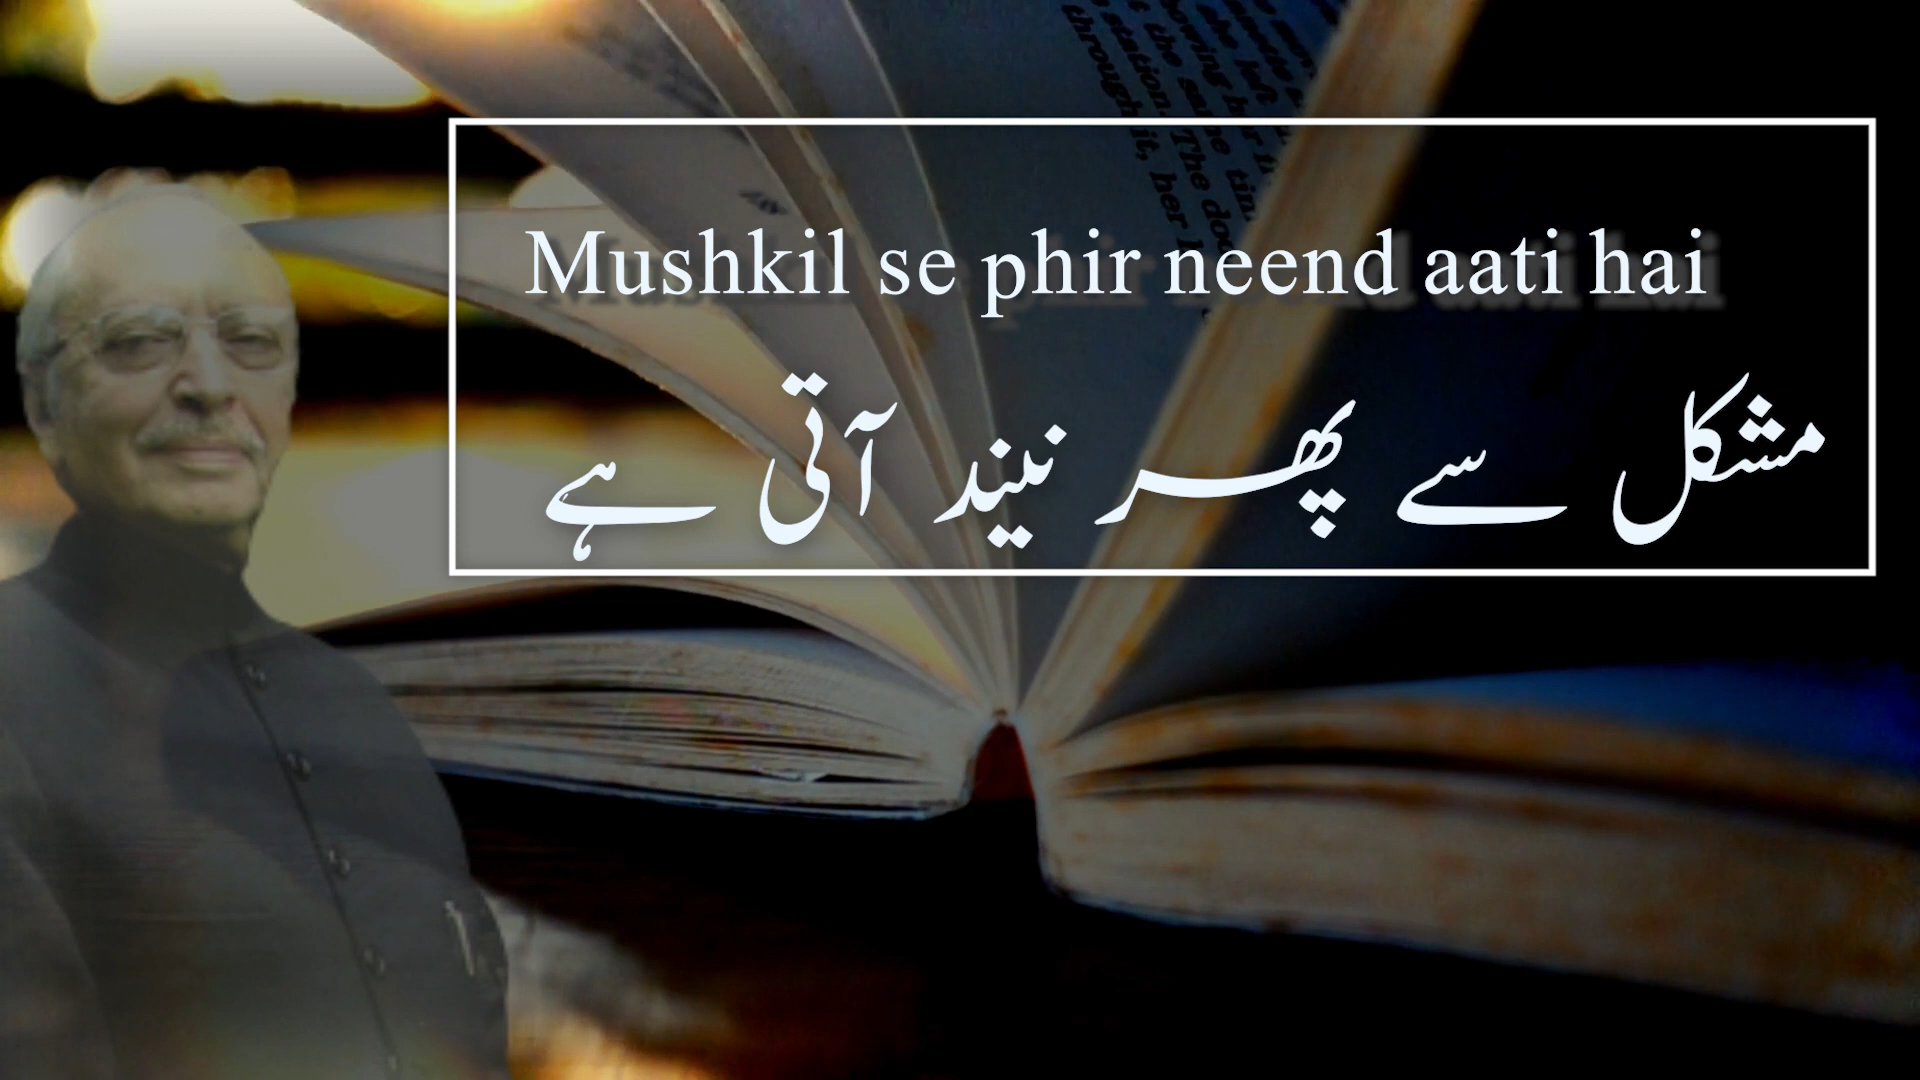 Mushkil se phir neend aati hai
مشکل سے پھر نیند آتی ہے